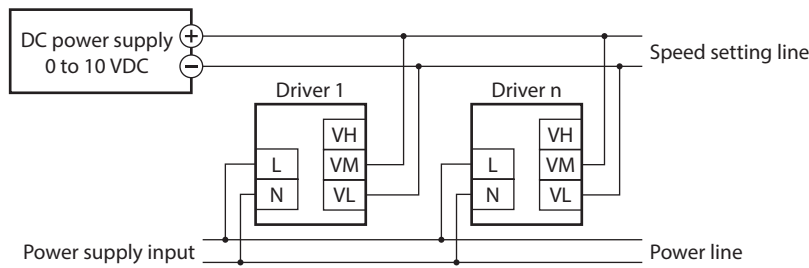 DC power supply
0 to 10 VDC
+
−
Speed setting line
Driver 1
Driver n
VH
VM
VL
L
N
VH
VM
VL
L
N
Power supply input
Power line